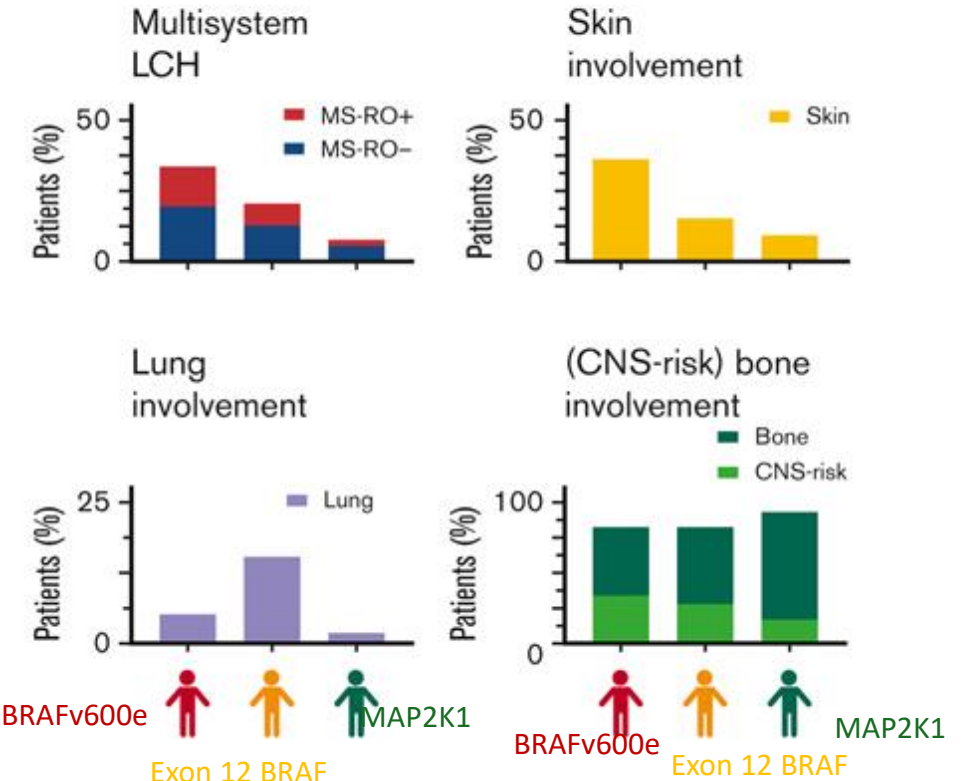 Multisystem
LCH
Patients (%)
50
0
MS-RO+
MS-RO−
Skin
involvement
Patients (%)
50
0
Skin
Lung
involvement
Patients (%)
25
0
Lung
(CNS-risk) bone
involvement
Patients (%)
100
0
Bone
CNS-risk
BRAFv600e
MAP2K1
Exon 12 BRAF
BRAFv600e
MAP2K1
Exon 12 BRAF